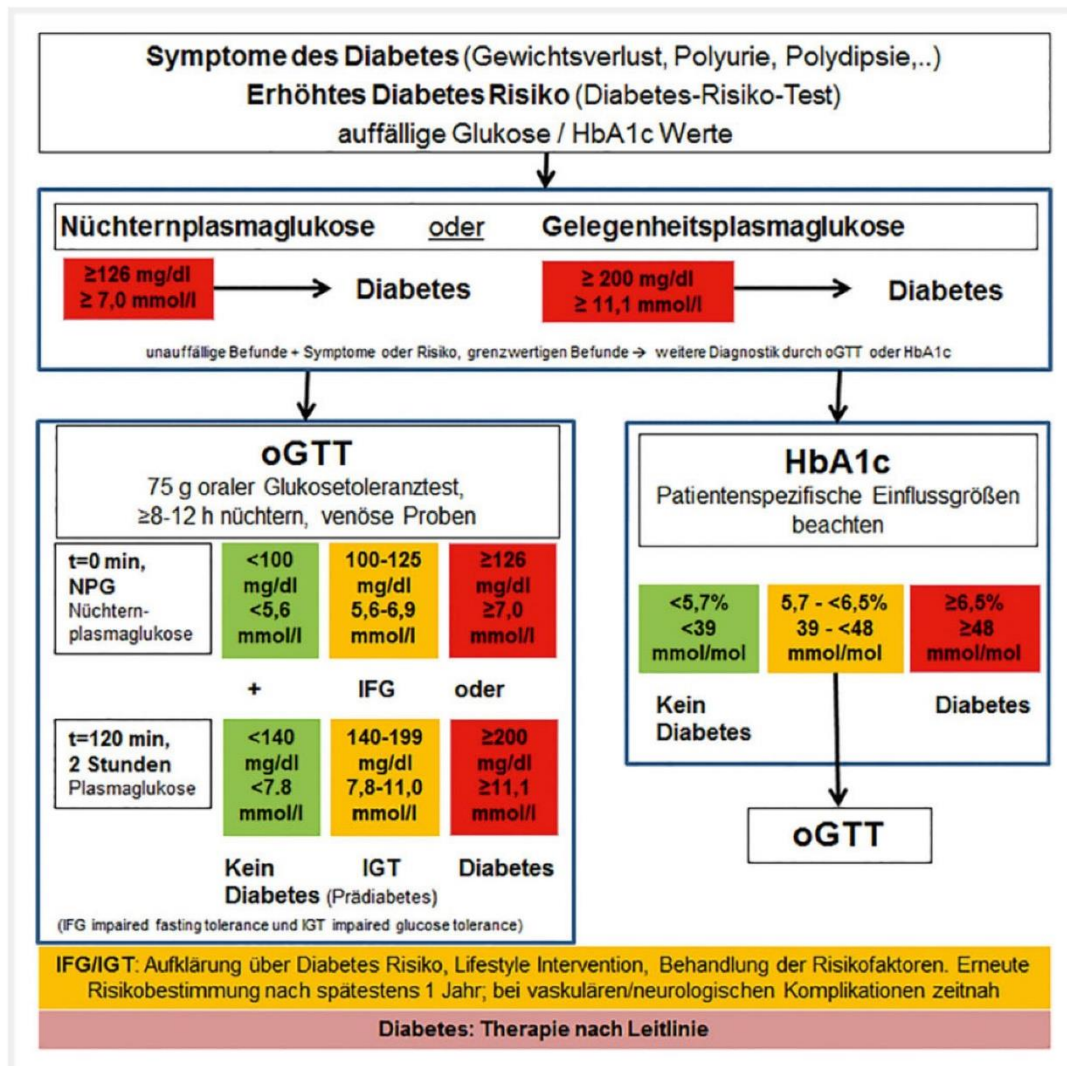 Symptome des Diabetes (Gewichtsverlust, Polyurie, Polydipsie,..)
Erhöhtes Diabetes Risiko (Diabetes-Risiko-Test)
auffällige Glukose / HbA1c Werte
Nüchternplasmaglukose oder Gelegenheitsplasmaglukose
≥126 mg/dl
≥ 7,0 mmol/l
Diabetes
≥ 200 mg/dl
≥ 11,1 mmol/l
Diabetes
unauffällige Befunde + Symptome oder Risiko, grenzwertigen Befunde → weitere Diagnostik durch oGTT oder HbA1c
oGTT
75 g oraler Glukosetoleranztest,
≥8-12 h nüchtern, venöse Proben
t=0 min,
NPG
Nüchtern-
plasmaglukose
<100
mg/dl
<5,6
mmol/l
100-125
mg/dl
5,6-6,9
mmol/l
≥126
mg/dl
≥7,0
mmol/l
+ IFG oder
t=120 min,
2 Stunden
Plasmaglukose
<140
mg/dl
<7.8
mmol/l
140-199
mg/dl
7,8-11,0
mmol/l
≥200
mg/dl
≥11,1
mmol/l
Kein
Diabetes
IGT
(Prädiabetes)
Diabetes
(IFG impaired fasting tolerance und IGT impaired glucose tolerance)
HbA1c
Patientenspezifische Einflussgrößen
beachten
<5,7%
<39
mmol/mol
5,7 - <6,5%
39 - <48
mmol/mol
≥6,5%
≥48
mmol/mol
Kein
Diabetes
Diabetes
oGTT
IFG/IGT: Aufklärung über Diabetes Risiko, Lifestyle Intervention, Behandlung der Risikofaktoren. Erneute
Risikobestimmung nach spätestens 1 Jahr; bei vaskulären/neurologischen Komplikationen zeitnah
Diabetes: Therapie nach Leitlinie